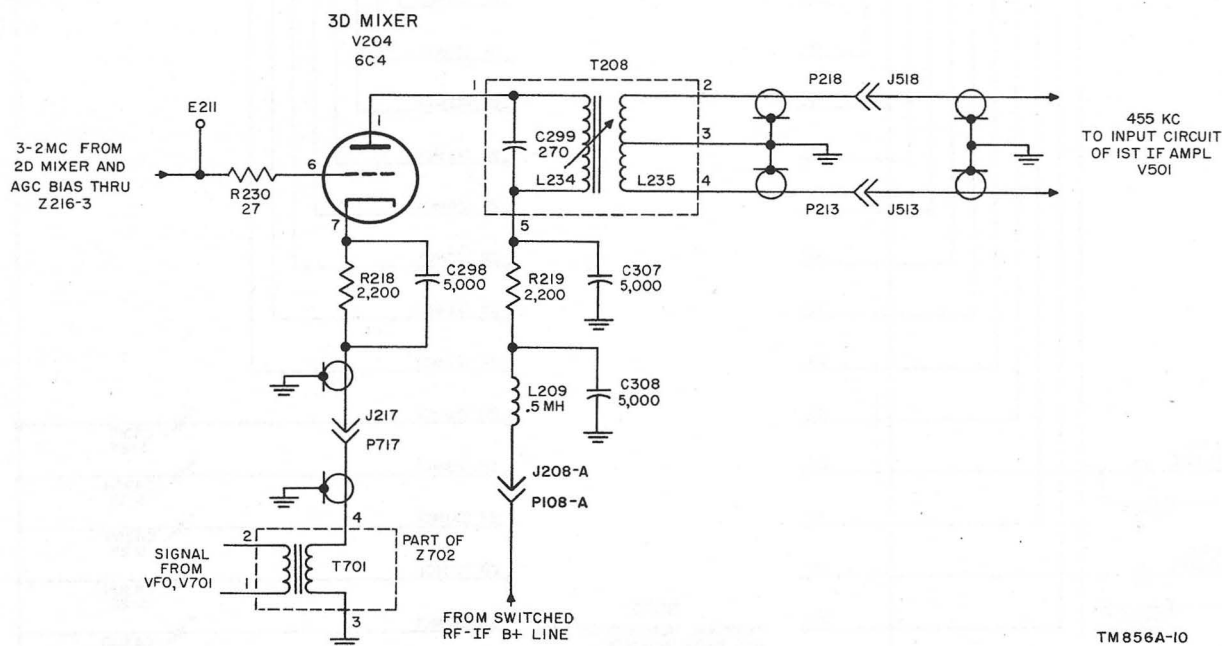 3D MIXER
V204
6C4
E211
3-2MC FROM
2D MIXER AND
AGC BIAS THRU
Z216-3
R230
27
6
1
7
1
T208
C299
270
L234
L235
2
3
4
5
P218
J518
P213
J513
455 KC
TO INPUT CIRCUIT
OF IST IF AMPL
V501
R218
2,200
C298
5,000
R219
2,200
C307
5,000
L209
.5 MH
C308
5,000
J217
P717
J208-A
P108-A
4
2
1
3
SIGNAL
FROM
VFO, V701
T701
PART OF
Z702
FROM SWITCHED
RF-IF B+ LINE
TM856A-10